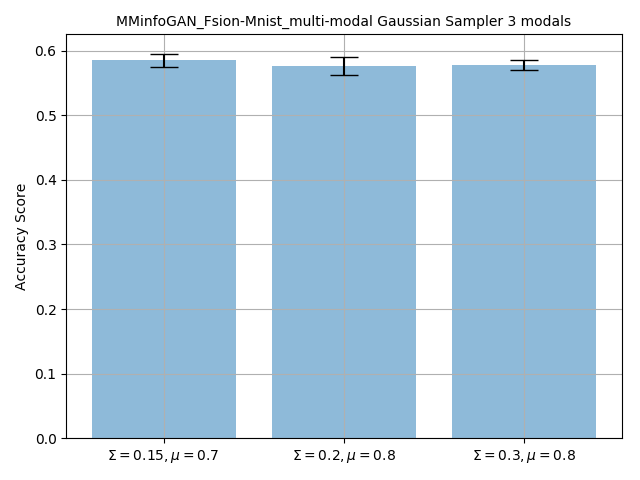 MMinfoGAN_Fsion-Mnist_multi-modal Gaussian Sampler 3 modals
0.6
0.5
0.4
0.3
0.2
0.1
0.0
Accuracy Score
Σ = 0.15, μ = 0.7
Σ = 0.2, μ = 0.8
Σ = 0.3, μ = 0.8